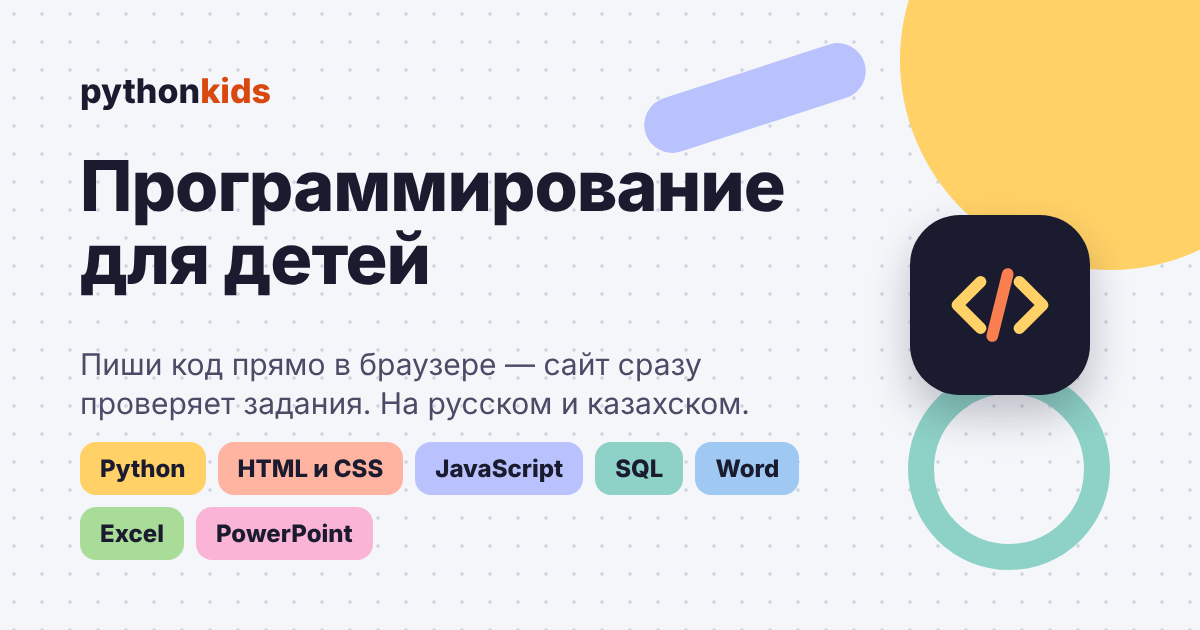 pythonkids
Программирование
для детей
Пиши код прямо в браузере — сайт сразу
проверяет задания. На русском и казахском.
Python HTML и CSS JavaScript SQL Word
Excel PowerPoint